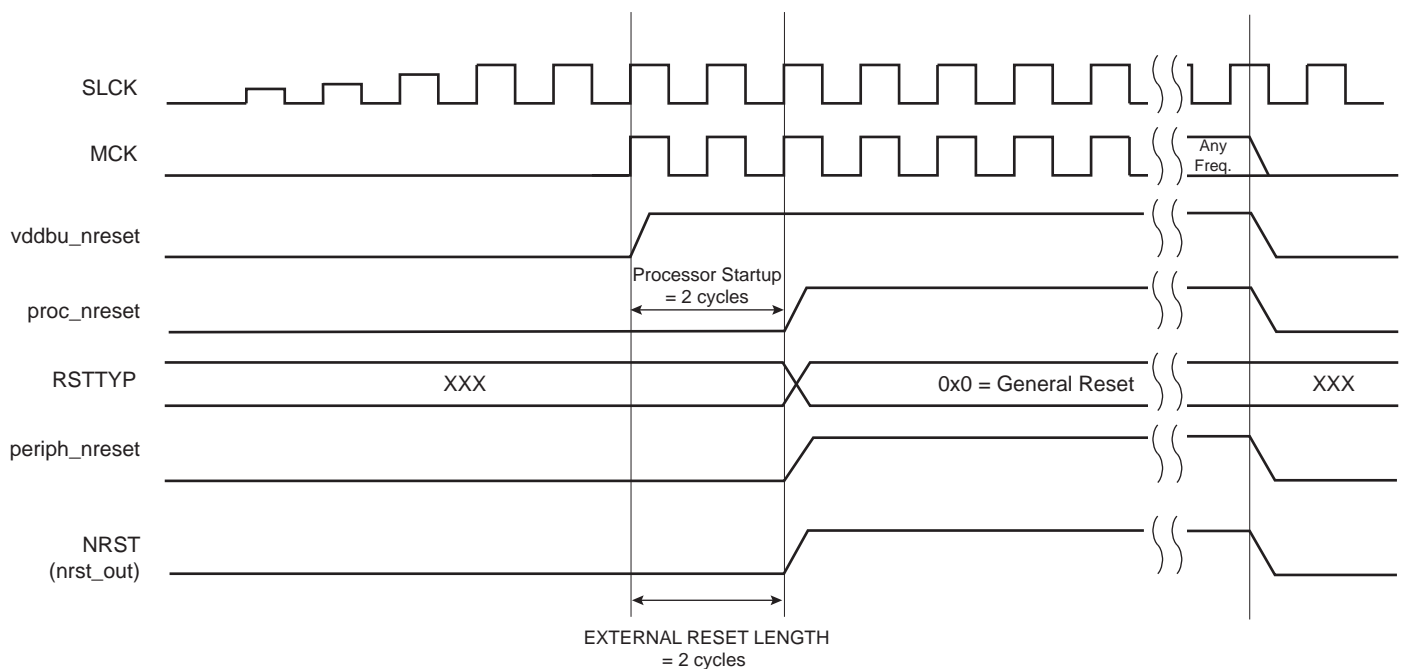 SLCK
MCK
Any
Freq.
vddbu_nreset
Processor Startup
= 2 cycles
proc_nreset
RSTTYP
XXX
0x0 = General Reset
XXX
periph_nreset
NRST
(nrst_out)
EXTERNAL RESET LENGTH
= 2 cycles